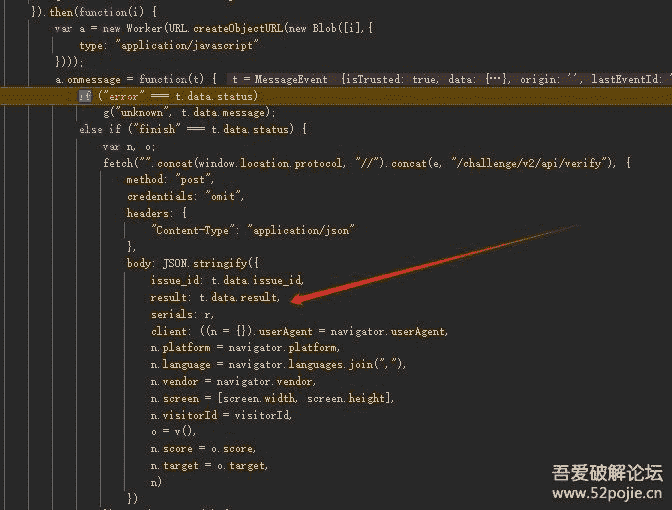 }).then(function(i) {
var a = new Worker(URL.createObjectURL(new Blob([i],{
type: "application/javascript"
})));
a.onmessage = function(t) { t = MessageEvent {isTrusted: true, data: {…}, origin: '', lastEventId: '
if ("error" === t.data.status)
g("unknown", t.data.message);
else if ("finish" === t.data.status) {
var n, o;
fetch("".concat(window.location.protocol, "//").concat(e, "/challenge/v2/api/verify"), {
method: "post",
credentials: "omit",
headers: {
"Content-Type": "application/json"
},
body: JSON.stringify({
issue_id: t.data.issue_id,
result: t.data.result,
serials: r,
client: ((n = {}).userAgent = navigator.userAgent,
n.platform = navigator.platform,
n.language = navigator.languages.join(","),
n.vendor = navigator.vendor,
n.screen = [screen.width, screen.height],
n.visitorId = visitorId,
o = v(),
n.score = o.score,
n.target = o.target,
n)
})
吾爱破解论坛
www.52pojie.cn